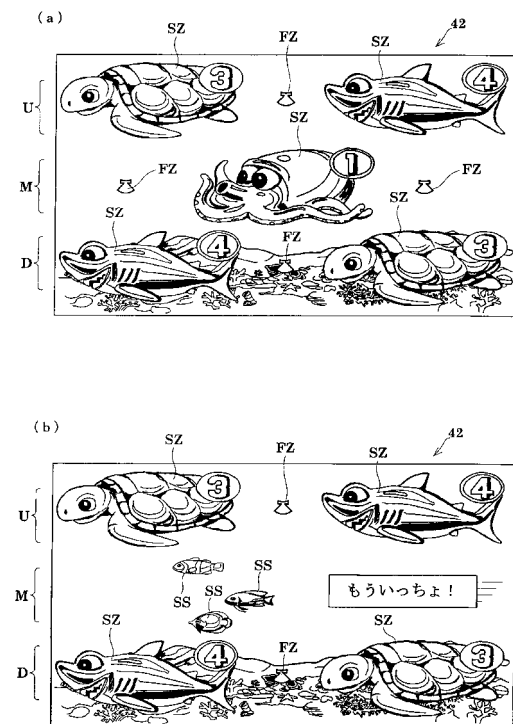 (a)
SZ FZ SZ 42
3 4
U
SZ
1
M
FZ FZ
SZ SZ
4 FZ 3
D
(b)
SZ FZ SZ 42
3 4
U
M
SS SS SS
もういっちょ！
SZ FZ SZ
4 3
D